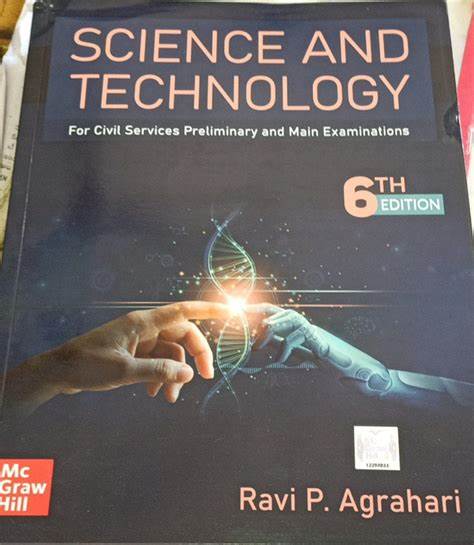 SCIENCE AND
TECHNOLOGY
For Civil Services Preliminary and Main Examinations
6TH
EDITION
Mc
Graw
Hill
Ravi P. Agrahari